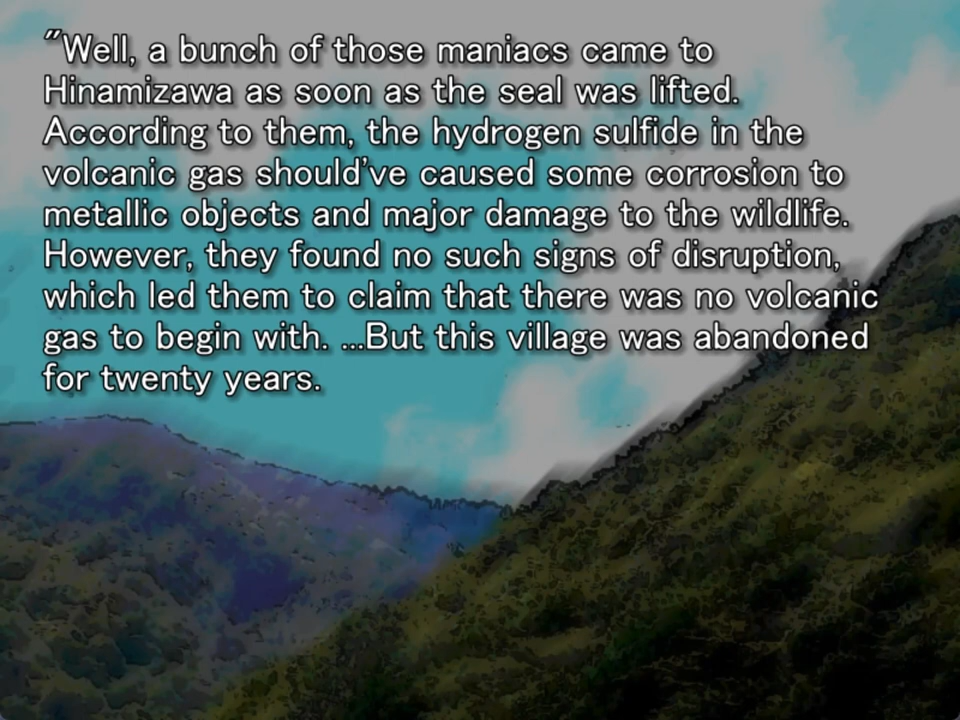 "Well, a bunch of those maniacs came to
Hinamizawa as soon as the seal was lifted.
According to them, the hydrogen sulfide in the
volcanic gas should've caused some corrosion to
metallic objects and major damage to the wildlife.
However, they found no such signs of disruption,
which led them to claim that there was no volcanic
gas to begin with. ...But this village was abandoned
for twenty years.